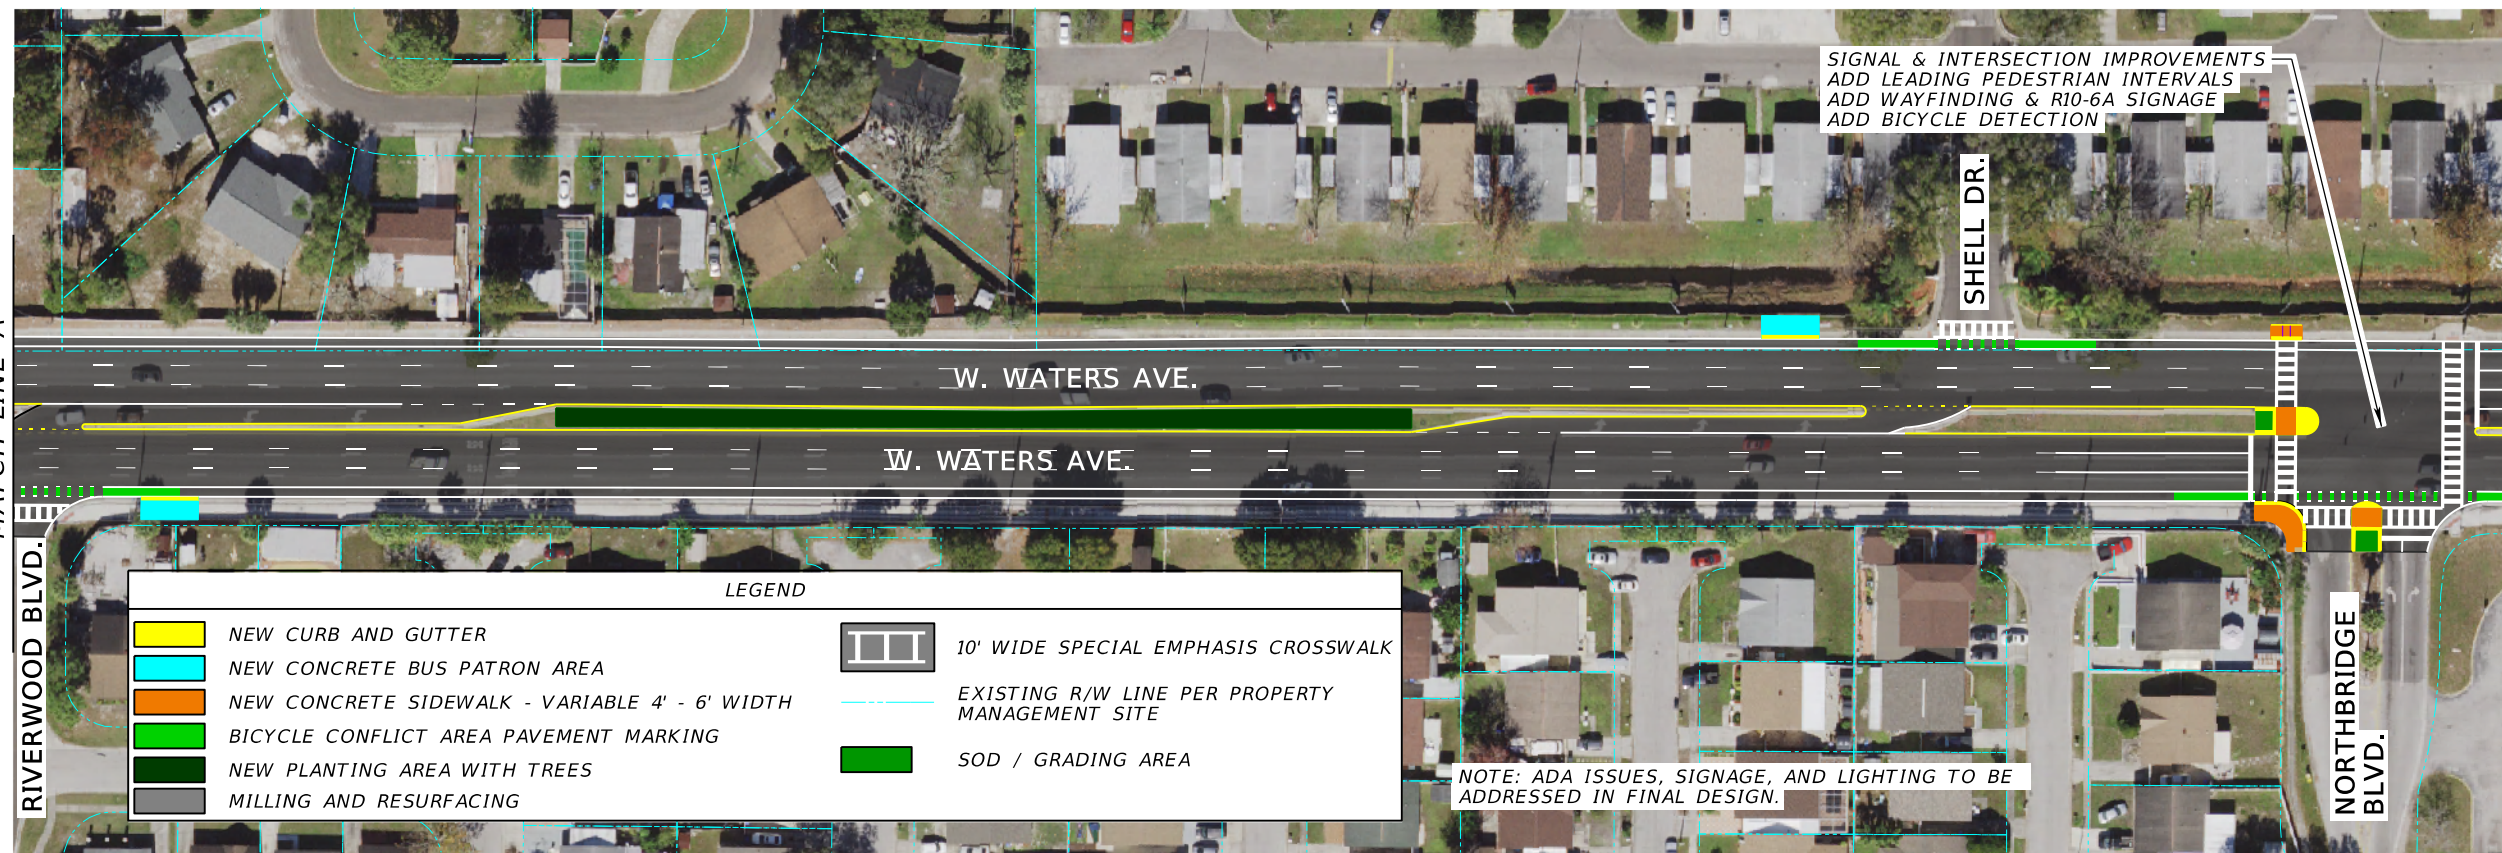 SIGNAL & INTERSECTION IMPROVEMENTS
ADD LEADING PEDESTRIAN INTERVALS
ADD WAYFINDING & R10-6A SIGNAGE
ADD BICYCLE DETECTION
SHELL DR.
W. WATERS AVE.
W. WATERS AVE.
RIVERWOOD BLVD.
NORTHBRIDGE
BLVD.
LEGEND
NEW CURB AND GUTTER
NEW CONCRETE BUS PATRON AREA
NEW CONCRETE SIDEWALK - VARIABLE 4' - 6' WIDTH
BICYCLE CONFLICT AREA PAVEMENT MARKING
NEW PLANTING AREA WITH TREES
MILLING AND RESURFACING
10' WIDE SPECIAL EMPHASIS CROSSWALK
EXISTING R/W LINE PER PROPERTY
MANAGEMENT SITE
SOD / GRADING AREA
NOTE: ADA ISSUES, SIGNAGE, AND LIGHTING TO BE
ADDRESSED IN FINAL DESIGN.